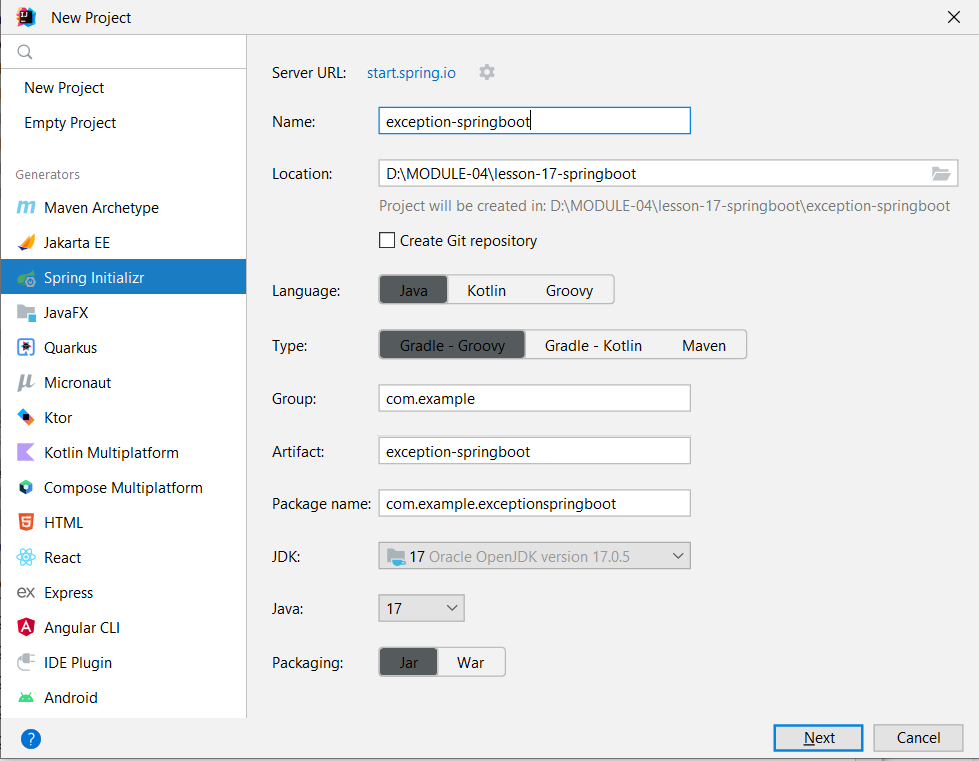 New Project
New Project
Empty Project
Generators
Maven Archetype
Jakarta EE
Spring Initializr
JavaFX
Quarkus
Micronaut
Ktor
Kotlin Multiplatform
Compose Multiplatform
HTML
React
Express
Angular CLI
IDE Plugin
Android
Server URL: start.spring.io
Name: exception-springboot
Location: D:\MODULE-04\lesson-17-springboot
Project will be created in: D:\MODULE-04\lesson-17-springboot\exception-springboot
Create Git repository
Language: Java Kotlin Groovy
Type: Gradle - Groovy Gradle - Kotlin Maven
Group: com.example
Artifact: exception-springboot
Package name: com.example.exceptionspringboot
JDK: 17 Oracle OpenJDK version 17.0.5
Java: 17
Packaging: Jar War
? Next Cancel